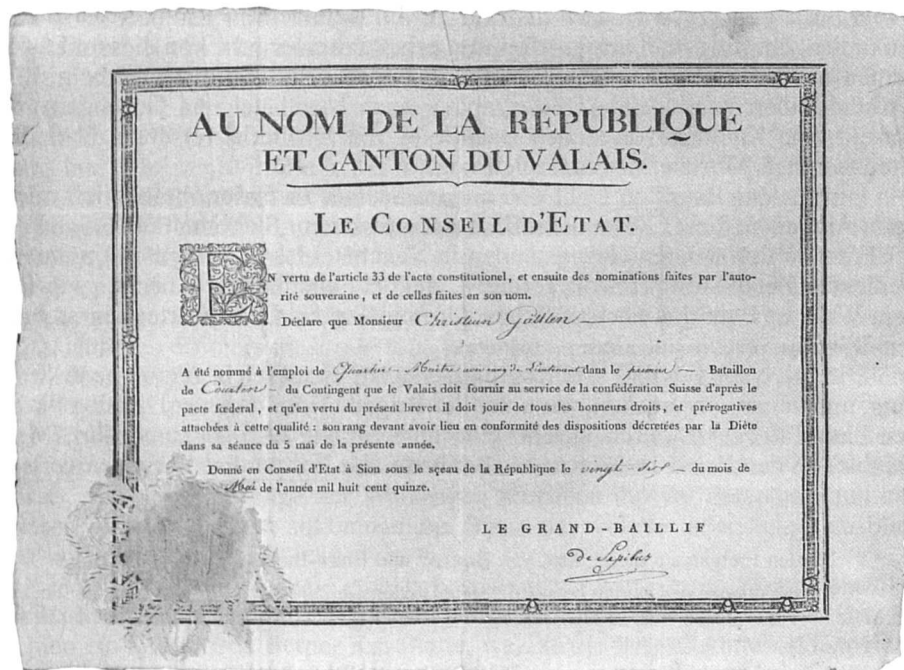 AU NOM DE LA RÉPUBLIQUE
ET CANTON DU VALAIS.
LE CONSEIL D'ETAT.
EN vertu de l'article 33 de l'acte constitutionel, et ensuite des nominations faites par l'auto-
rité souveraine, et de celles faites en son nom.
Déclare que Monsieur Christian Gattlen
A été nommé à l'emploi de Quartier-Maître avec rang de Lieutenant dans le premier Bataillon
de du Contingent que le Valais doit fournir au service de la confédération Suisse d'après le
pacte fœderal, et qu'en vertu du présent brevet il doit jouir de tous les honneurs droits, et prérogatives
attachées à cette qualité : son rang devant avoir lieu en conformité des dispositions décretées par la Diète
dans sa séance du 5 mai de la présente année.
Donné en Conseil d'Etat à Sion sous le sçeau de la République le vingt six du mois de
Mai de l'année mil huit cent quinze.
LE GRAND-BAILLIF
de Sepibus